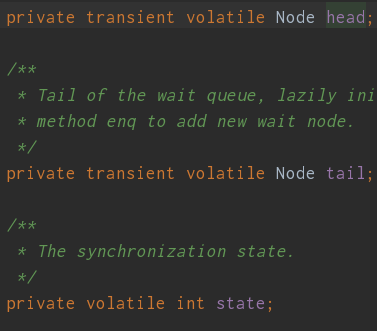 private transient volatile Node head;
/**
 * Tail of the wait queue, lazily ini
 * method enq to add new wait node.
 */
private transient volatile Node tail;
/**
 * The synchronization state.
 */
private volatile int state;